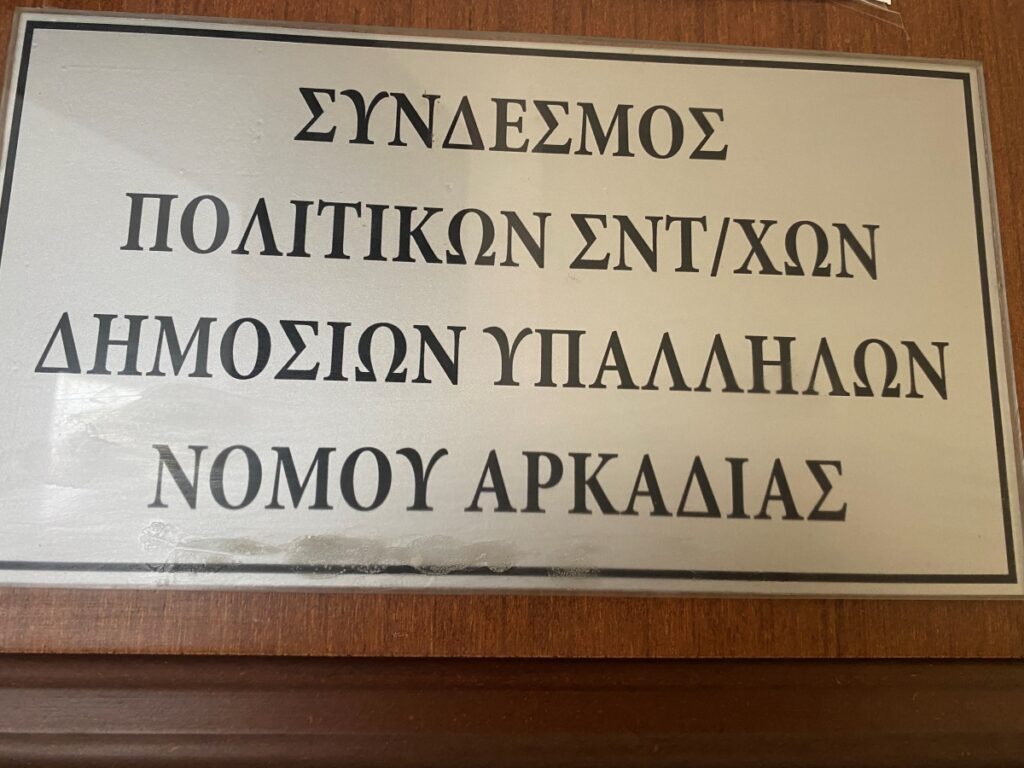 ΣΥΝΔΕΣΜΟΣ
ΠΟΛΙΤΙΚΩΝ ΣΝΤ/ΧΩΝ
ΔΗΜΟΣΙΩΝ ΥΠΑΛΛΗΛΩΝ
ΝΟΜΟΥ ΑΡΚΑΔΙΑΣ